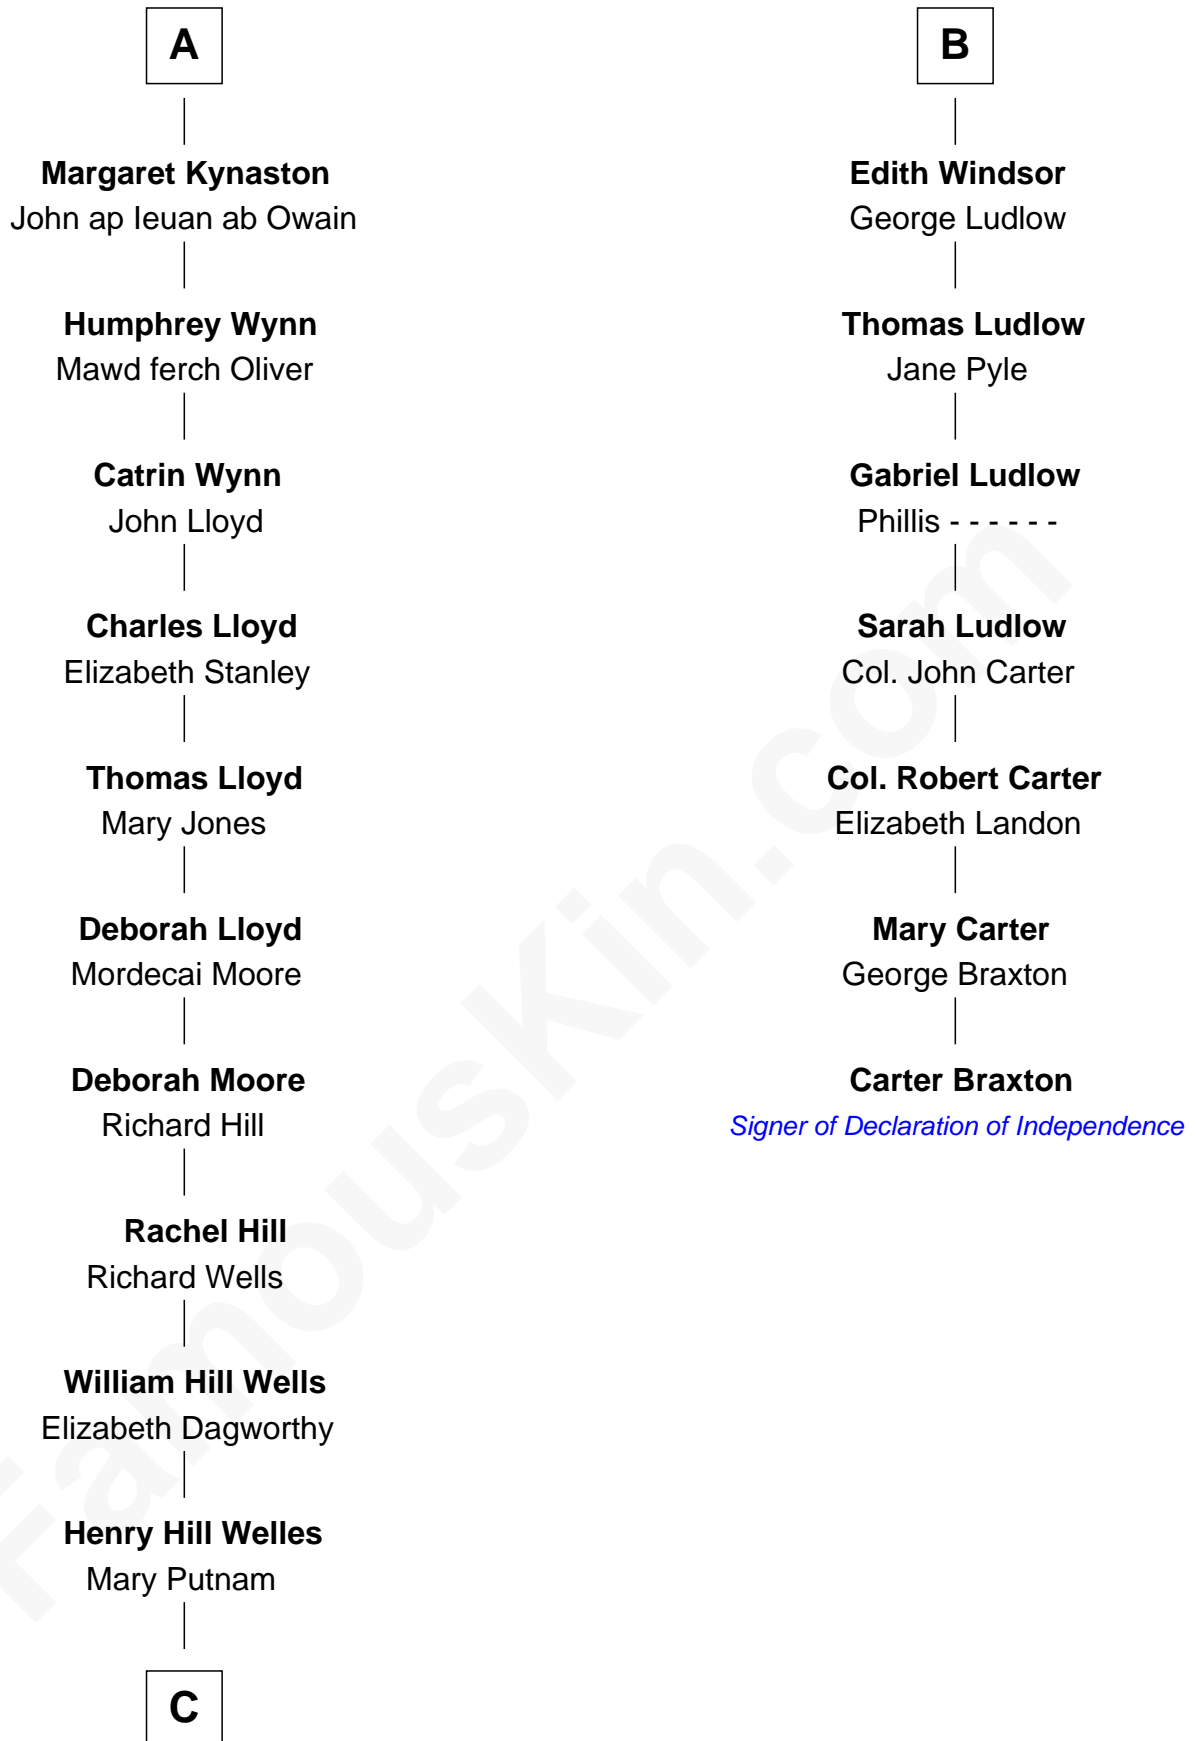 A
Margaret Kynaston
John ap Ieuan ab Owain
Humphrey Wynn
Mawd ferch Oliver
Catrin Wynn
John Lloyd
Charles Lloyd
Elizabeth Stanley
Thomas Lloyd
Mary Jones
Deborah Lloyd
Mordecai Moore
Deborah Moore
Richard Hill
Rachel Hill
Richard Wells
William Hill Wells
Elizabeth Dagworthy
Henry Hill Welles
Mary Putnam
C
B
Edith Windsor
George Ludlow
Thomas Ludlow
Jane Pyle
Gabriel Ludlow
Phillis - - - - - -
Sarah Ludlow
Col. John Carter
Col. Robert Carter
Elizabeth Landon
Mary Carter
George Braxton
Carter Braxton
Signer of Declaration of Independence
FamousKin.com